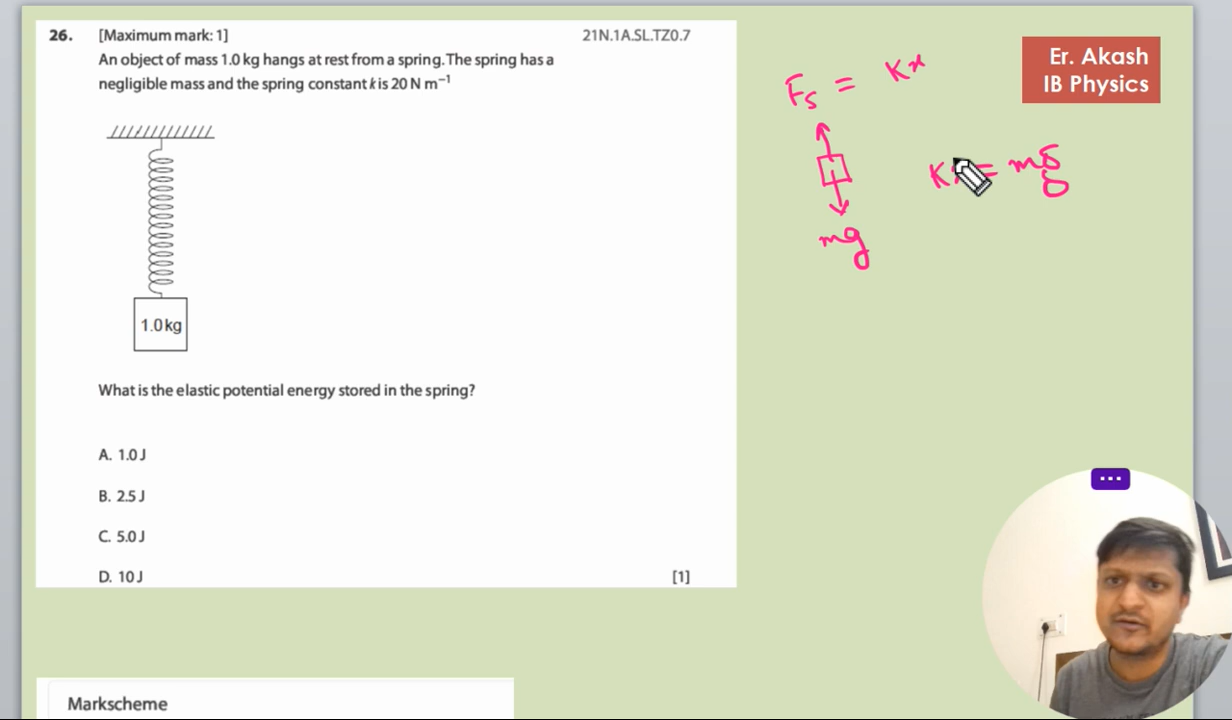 26. [Maximum mark: 1] 21N.1A.SL.TZ0.7
An object of mass 1.0 kg hangs at rest from a spring. The spring has a
negligible mass and the spring constant k is 20 N m⁻¹
1.0 kg
What is the elastic potential energy stored in the spring?
A. 1.0 J
B. 2.5 J
C. 5.0 J
D. 10 J [1]
Markscheme
Er. Akash
IB Physics
Fs = Kx
mg
K = mg